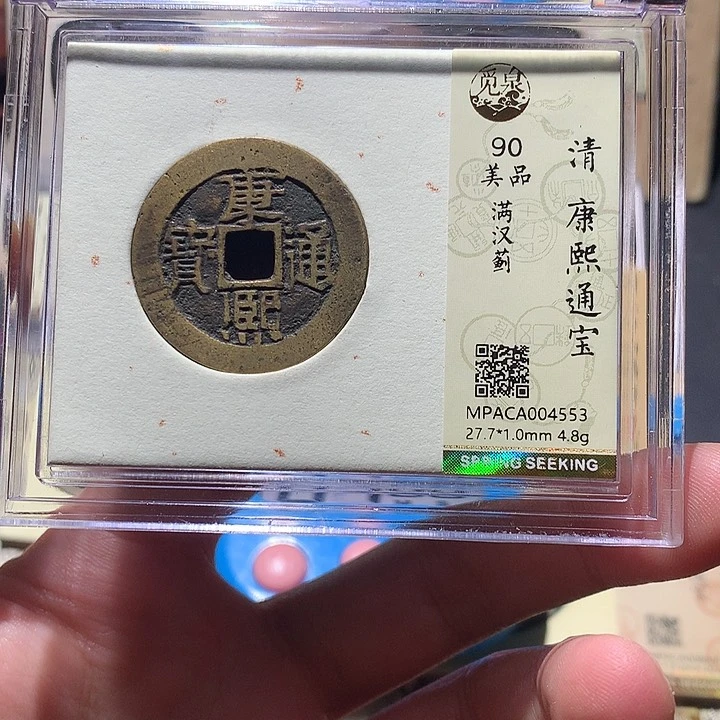 康熙通寶
觅泉
90
美品
满汉蓟
清 康熙通宝
MPACA004553
27.7*1.0mm 4.8g
SPRING SEEKING